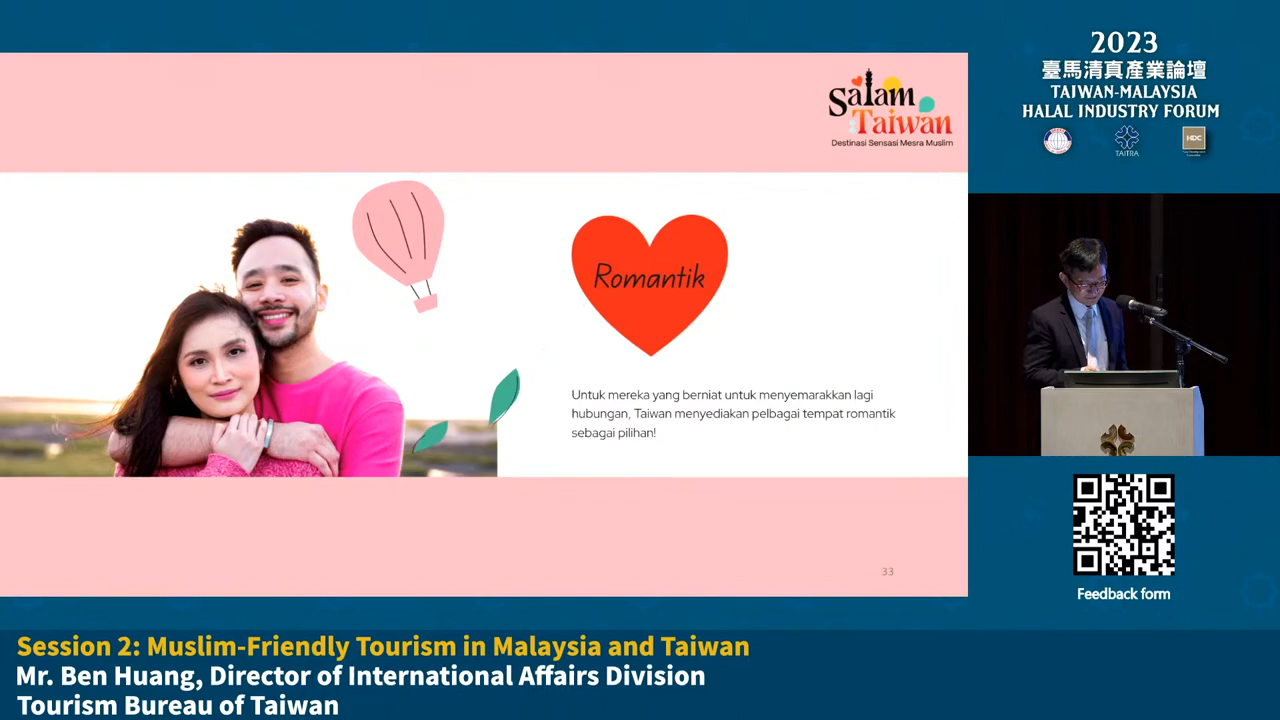 Salam
Taiwan
Destinasi Sensasi Mesra Muslim
Romantik
Untuk mereka yang berniat untuk menyemarakkan lagi
hubungan, Taiwan menyediakan pelbagai tempat romantik
sebagai pilihan!
33
2023
臺馬清真產業論壇
TAIWAN-MALAYSIA
HALAL INDUSTRY FORUM
TAITRA
HDC
Feedback form
Session 2: Muslim-Friendly Tourism in Malaysia and Taiwan
Mr. Ben Huang, Director of International Affairs Division
Tourism Bureau of Taiwan